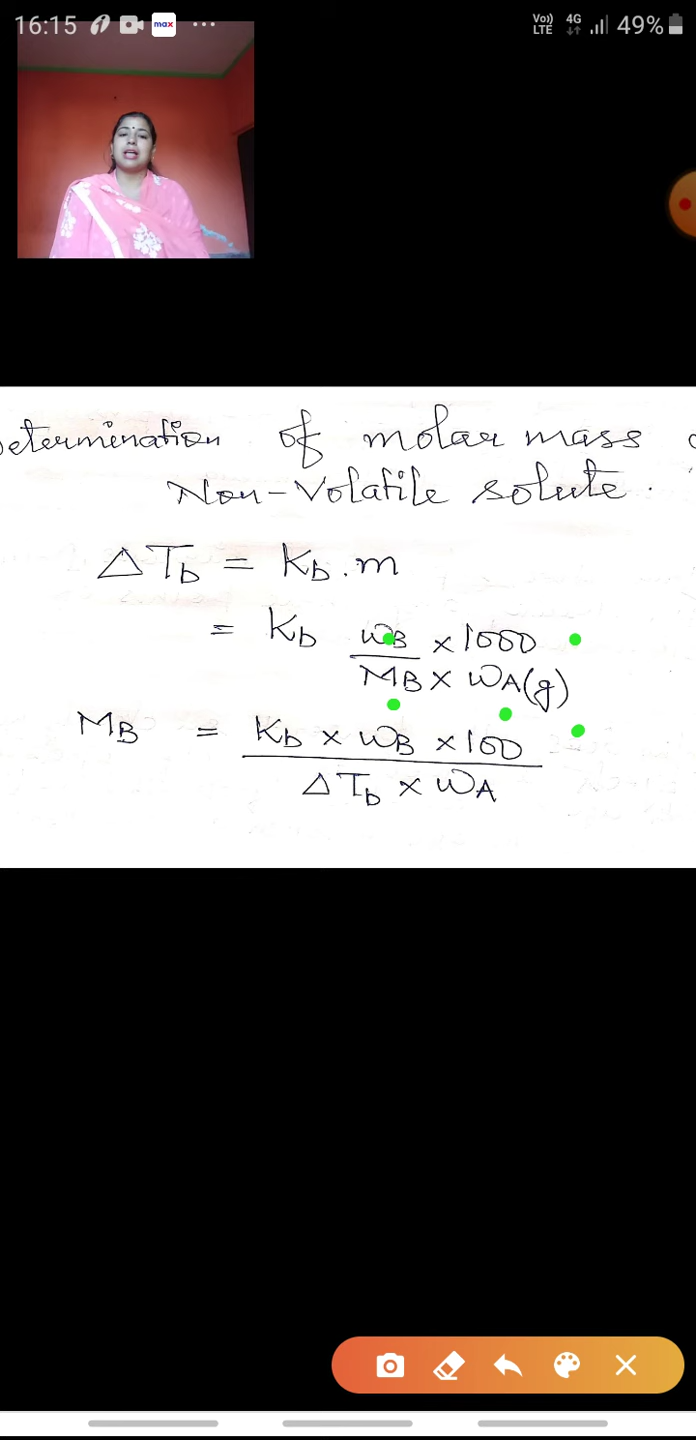 16:15 max ... Vo)) LTE 4G 49%
etermination of molar mass
Non-Volatile solute.
ΔTb = Kb.m
= Kb wB × 1000
MB × wA(g)
MB = Kb × wB × 100
ΔTb × wA